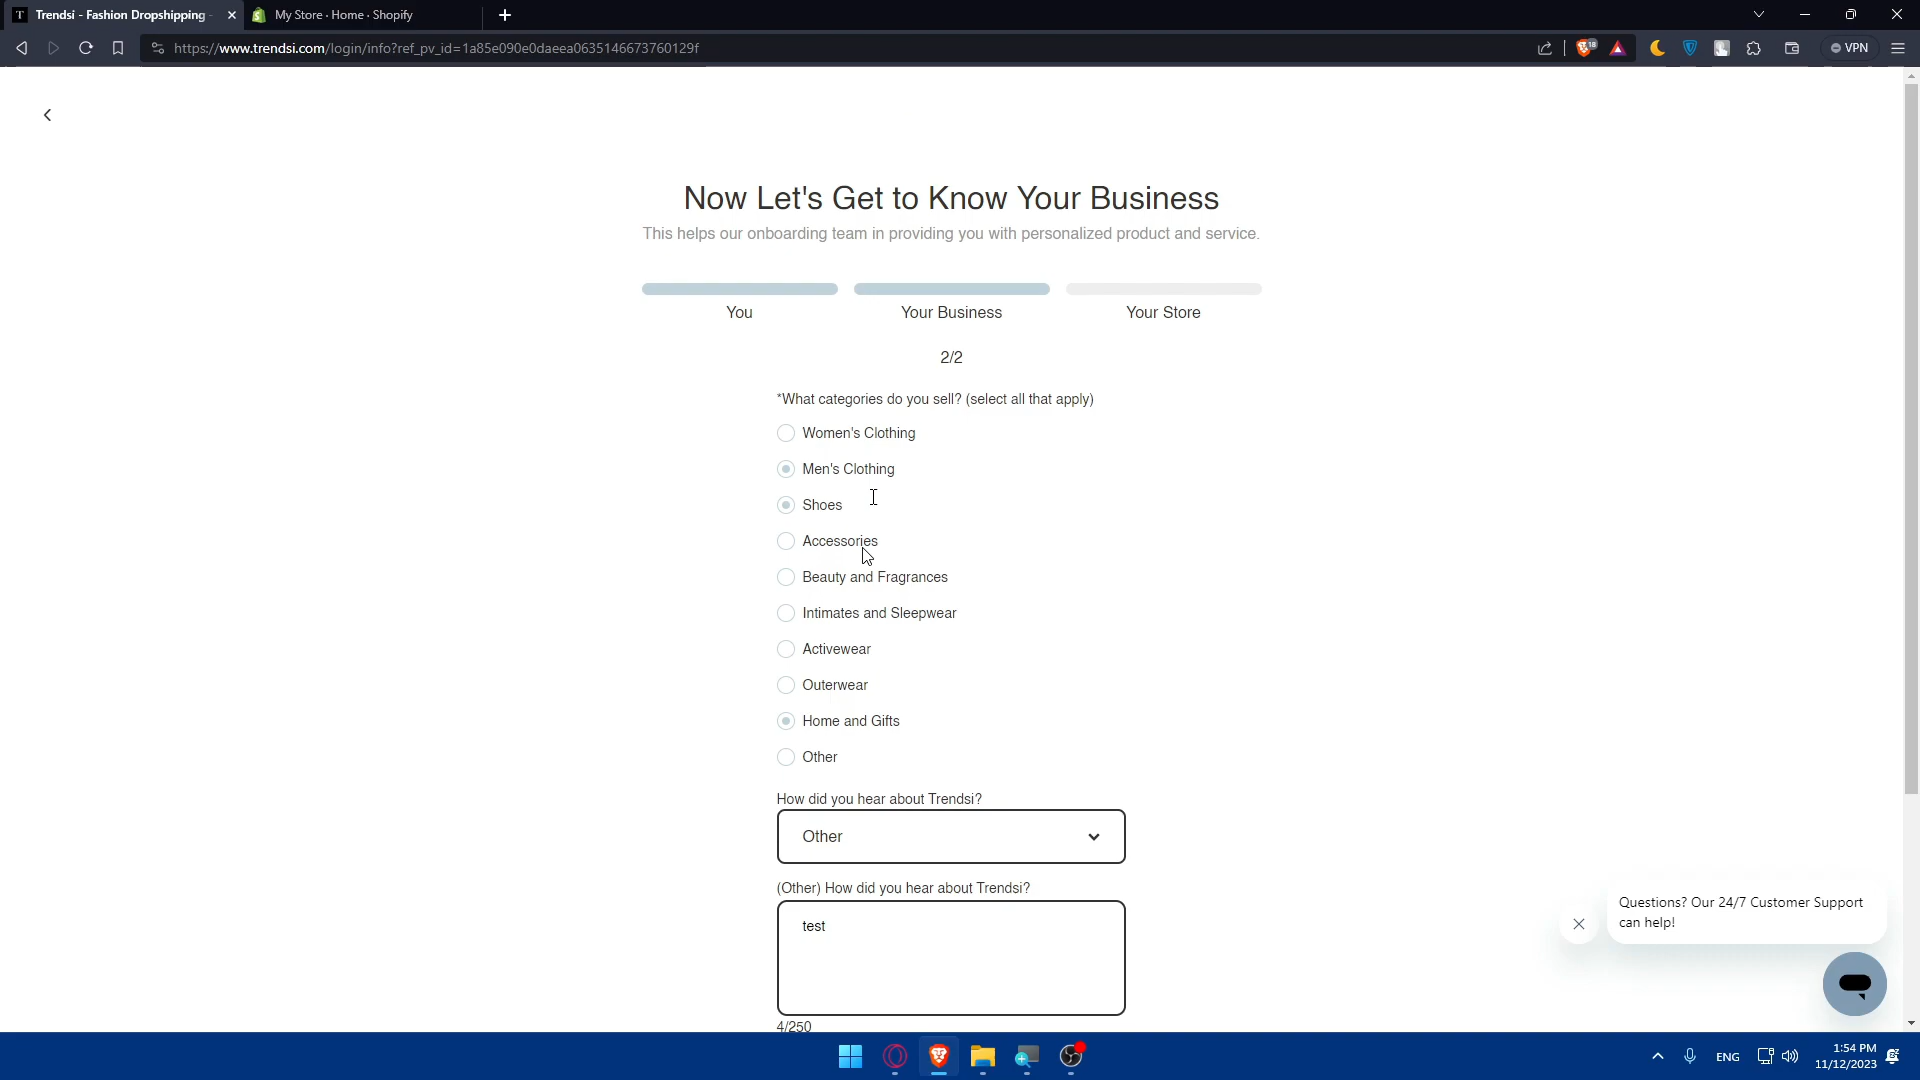 Trendsi - Fashion Dropshipping -
My Store · Home · Shopify
https://www.trendsi.com/login/info?ref_pv_id=1a85e090e0daeea0635146673760129f
18
VPN
Now Let's Get to Know Your Business
This helps our onboarding team in providing you with personalized product and service.
You
Your Business
Your Store
2/2
*What categories do you sell? (select all that apply)
Women's Clothing
Men's Clothing
Shoes
Accessories
Beauty and Fragrances
Intimates and Sleepwear
Activewear
Outerwear
Home and Gifts
Other
How did you hear about Trendsi?
Other
(Other) How did you hear about Trendsi?
test
4/250
Questions? Our 24/7 Customer Support
can help!
ENG
1:54 PM
11/12/2023